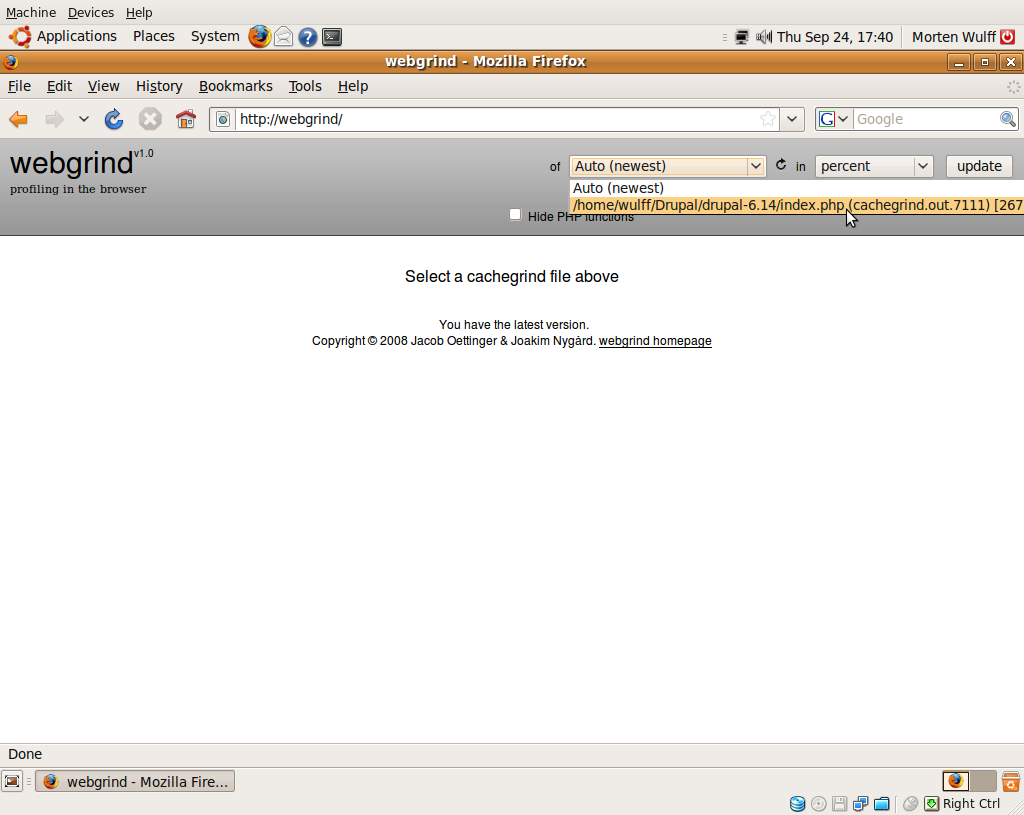 Machine Devices Help
Applications Places System Thu Sep 24, 17:40 Morten Wulff
webgrind - Mozilla Firefox
File Edit View History Bookmarks Tools Help
http://webgrind/ G Google
webgrind v1.0
profiling in the browser
of Auto (newest) in percent update
Auto (newest)
/home/wulff/Drupal/drupal-6.14/index.php (cachegrind.out.7111) [267
Hide PHP functions
Select a cachegrind file above
You have the latest version.
Copyright © 2008 Jacob Oettinger & Joakim Nygård. webgrind homepage
Done
webgrind - Mozilla Fire...
Right Ctrl